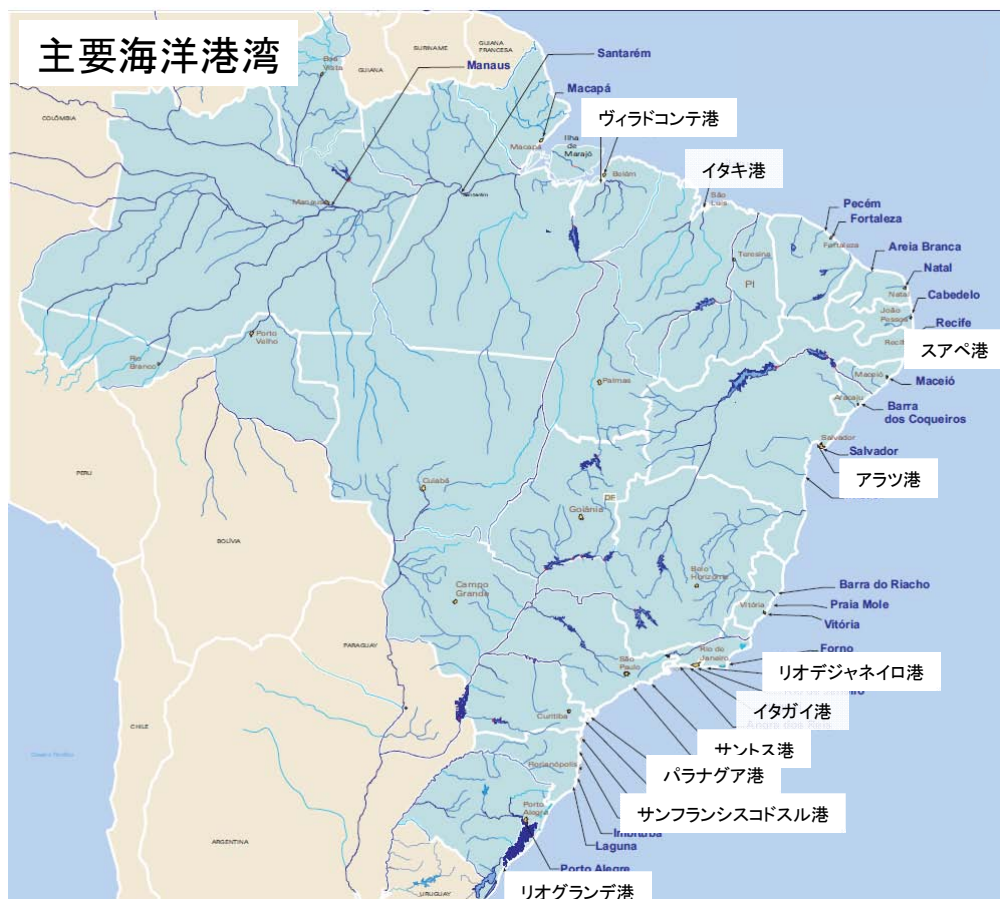 主要海洋港湾
SURINAME
GUIANA
FRANCESA
GUIANA
Boa
Vista
Manaus
Santarém
Macapá
COLÔMBIA
ヴィラドコンテ港
Macapá
Ilha
de
Marajó
Belém
イタキ港
São
Luis
Manaus
Pecém
Fortaleza
Fortaleza
Areia Branca
Teresina
Natal
PI
Natal
Cabedelo
João
Pessoa
Recife
Porto
Velho
スアペ港
Rio
Branco
Maceió
Maceió
Palmas
Aracaju
Barra
dos Coqueiros
Salvador
Salvador
アラツ港
PERU
Cuiabá
DF
Goiânia
BOLÍVIA
Belo
Horizonte
Barra do Riacho
Campo
Grande
Vitória
Praia Mole
Vitória
PARAGUAY
Forno
Rio de
Janeiro
São
Paulo
リオデジャネイロ港
イタガイ港
Angra dos Reis
Curitiba
CHILE
サントス港
Florianópolis
パラナグア港
サンフランシスコドスル港
Porto
Alegre
Imbituba
Laguna
ARGENTINA
Porto Alegre
リオグランデ港
URUGUAY